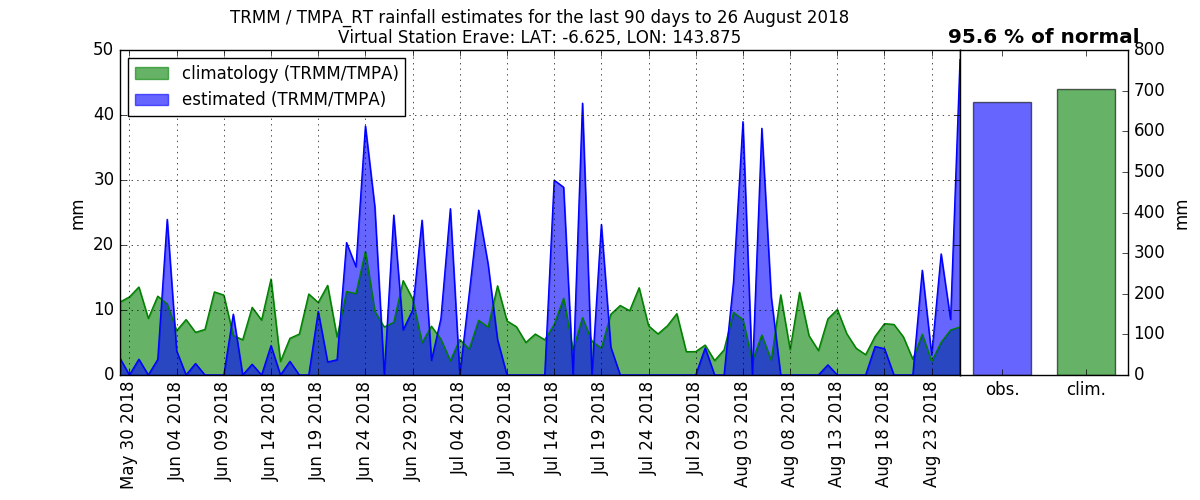 TRMM / TMPA_RT rainfall estimates for the last 90 days to 26 August 2018
Virtual Station Erave: LAT: -6.625, LON: 143.875
95.6 % of normal
climatology (TRMM/TMPA)
estimated (TRMM/TMPA)
50
40
30
20
10
0
mm
May 30 2018
Jun 04 2018
Jun 09 2018
Jun 14 2018
Jun 19 2018
Jun 24 2018
Jun 29 2018
Jul 04 2018
Jul 09 2018
Jul 14 2018
Jul 19 2018
Jul 24 2018
Jul 29 2018
Aug 03 2018
Aug 08 2018
Aug 13 2018
Aug 18 2018
Aug 23 2018
obs.
clim.
800
700
600
500
400
300
200
100
0
mm